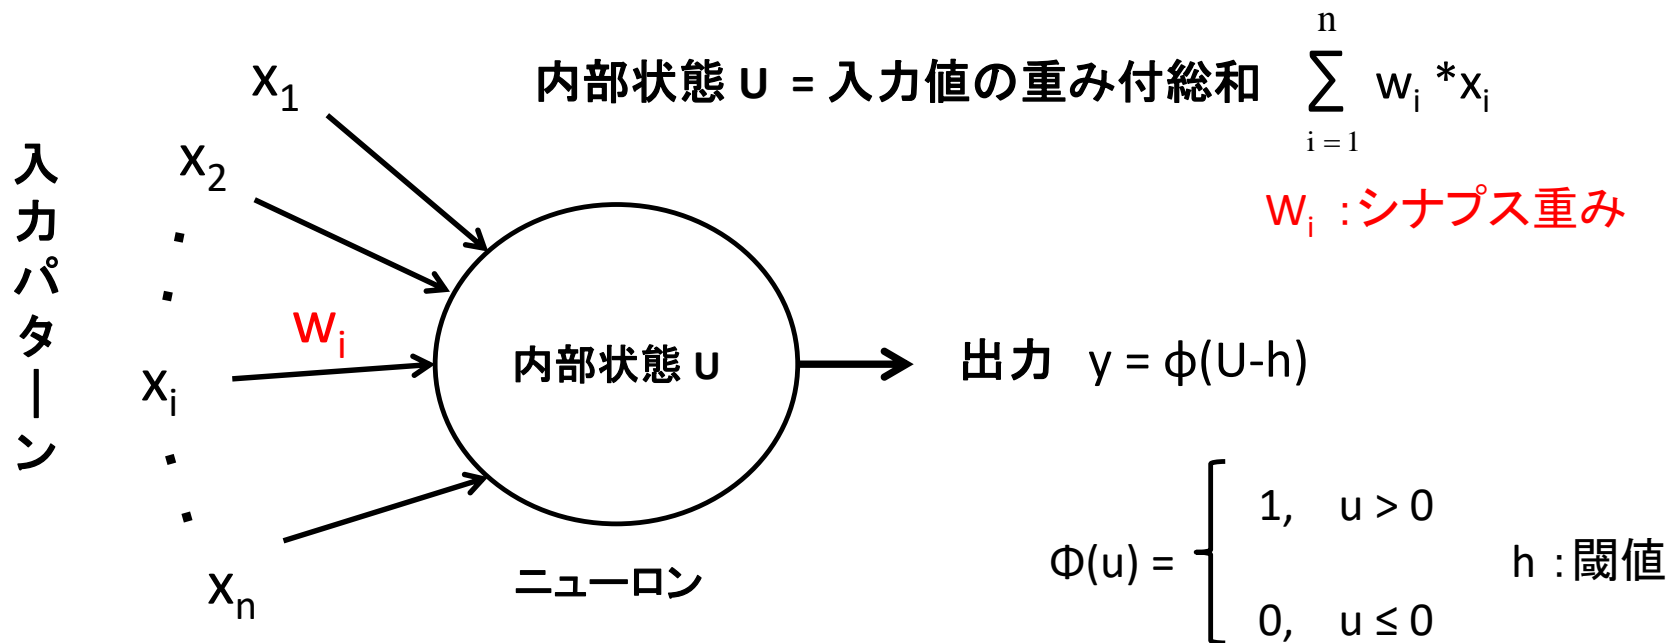 入力パターン
x1
x2
・
・
xi
・
・
xn
wi
内部状態 U = 入力値の重み付総和 n ∑ i = 1 wi *xi
Wi :シナプス重み
内部状態 U
ニューロン
出力 y = ϕ(U-h)
Φ(u) =
1, u > 0
0, u ≤ 0
h :閾値